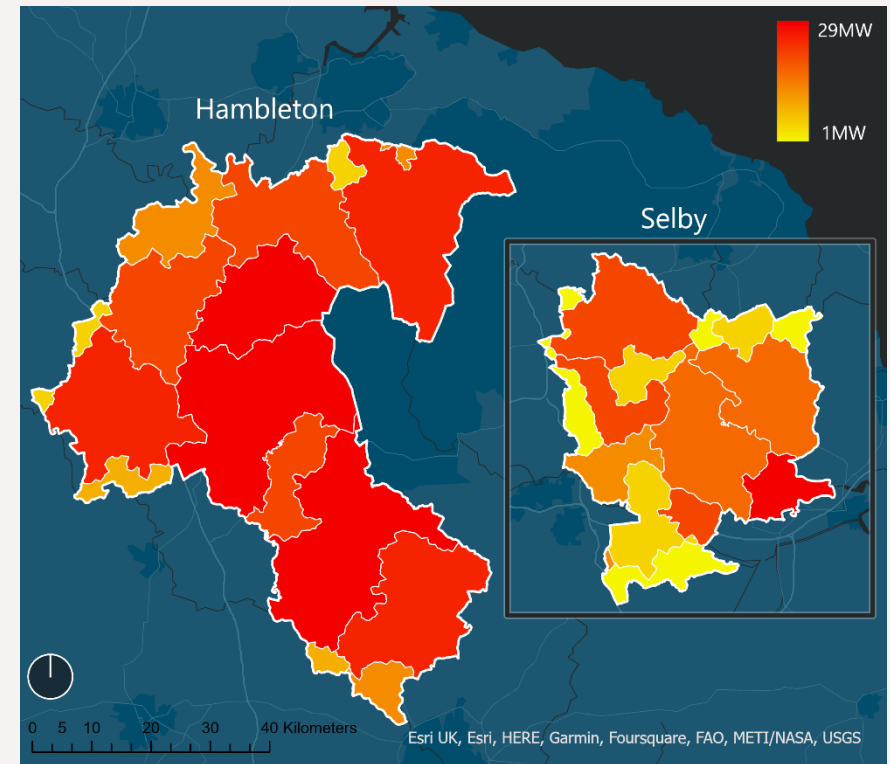 29MW
Hambleton
1MW
Selby
0 5 10 20 30 40 Kilometers
Esri UK, Esri, HERE, Garmin, Foursquare, FAO, METI/NASA, USGS